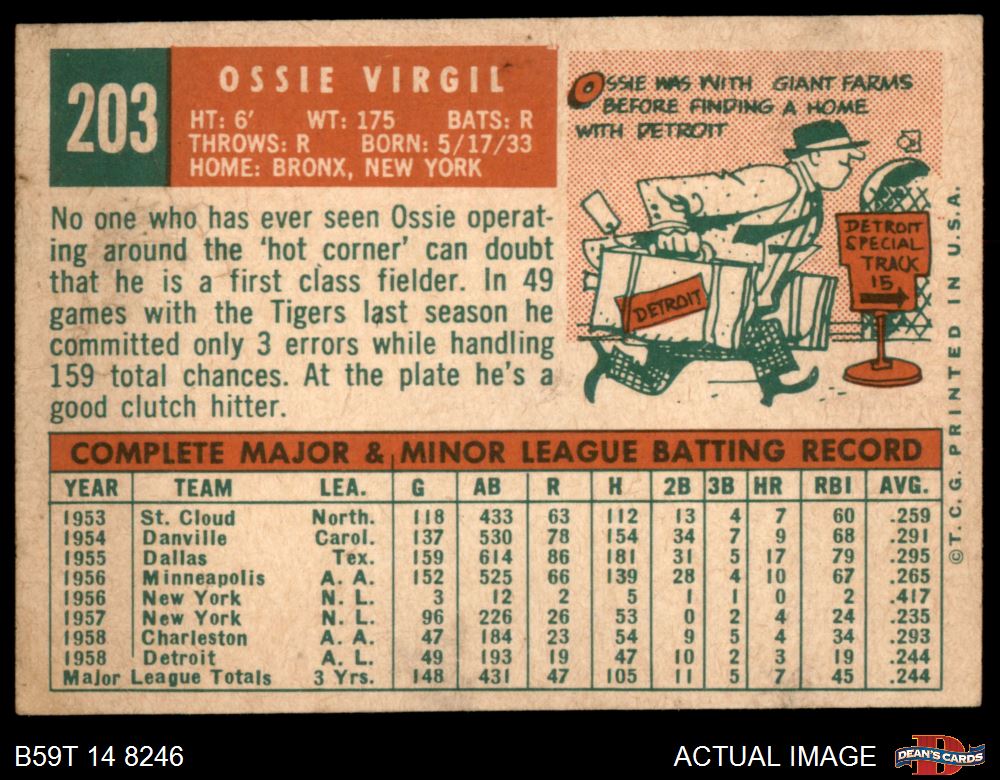 203
OSSIE VIRGIL
HT: 6' WT: 175 BATS: R
THROWS: R BORN: 5/17/33
HOME: BRONX, NEW YORK
OSSIE WAS WITH GIANT FARMS
BEFORE FINDING A HOME
WITH DETROIT
DETROIT
SPECIAL
TRACK
15
DETROIT
No one who has ever seen Ossie operat-
ing around the 'hot corner' can doubt
that he is a first class fielder. In 49
games with the Tigers last season he
committed only 3 errors while handling
159 total chances. At the plate he's a
good clutch hitter.
COMPLETE MAJOR & MINOR LEAGUE BATTING RECORD
YEAR TEAM LEA. G AB R H 2B 3B HR RBI AVG.
1953 St. Cloud North. 118 433 63 112 13 4 7 60 .259
1954 Danville Carol. 137 530 78 154 34 7 9 68 .291
1955 Dallas Tex. 159 614 86 181 31 5 17 79 .295
1956 Minneapolis A. A. 152 525 66 139 28 4 10 67 .265
1956 New York N. L. 3 12 2 5 1 1 0 2 .417
1957 New York N. L. 96 226 26 53 0 2 4 24 .235
1958 Charleston A. A. 47 184 23 54 9 5 4 34 .293
1958 Detroit A. L. 49 193 19 47 10 2 3 19 .244
Major League Totals 3 Yrs. 148 431 47 105 11 5 7 45 .244
©T.C.G. PRINTED IN U.S.A.
B59T 14 8246
ACTUAL IMAGE
DEAN'S CARDS